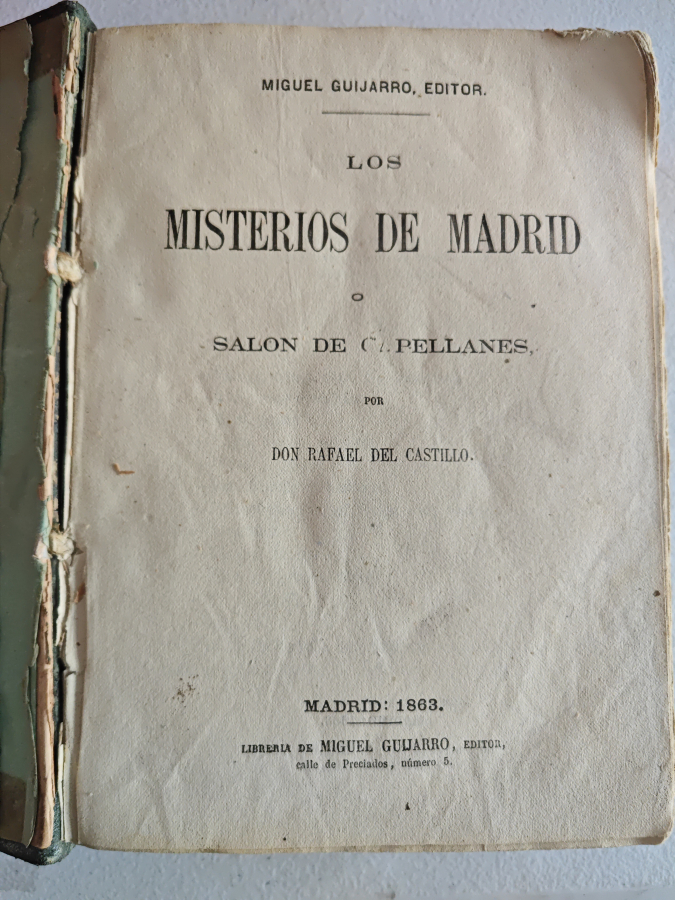 MIGUEL GUIJARRO, EDITOR.
LOS
MISTERIOS DE MADRID
O
SALON DE CAPELLANES,
POR
DON RAFAEL DEL CASTILLO.
MADRID: 1863.
LIBRERIA DE MIGUEL GUIJARRO, EDITOR,
calle de Preciados, número 5.